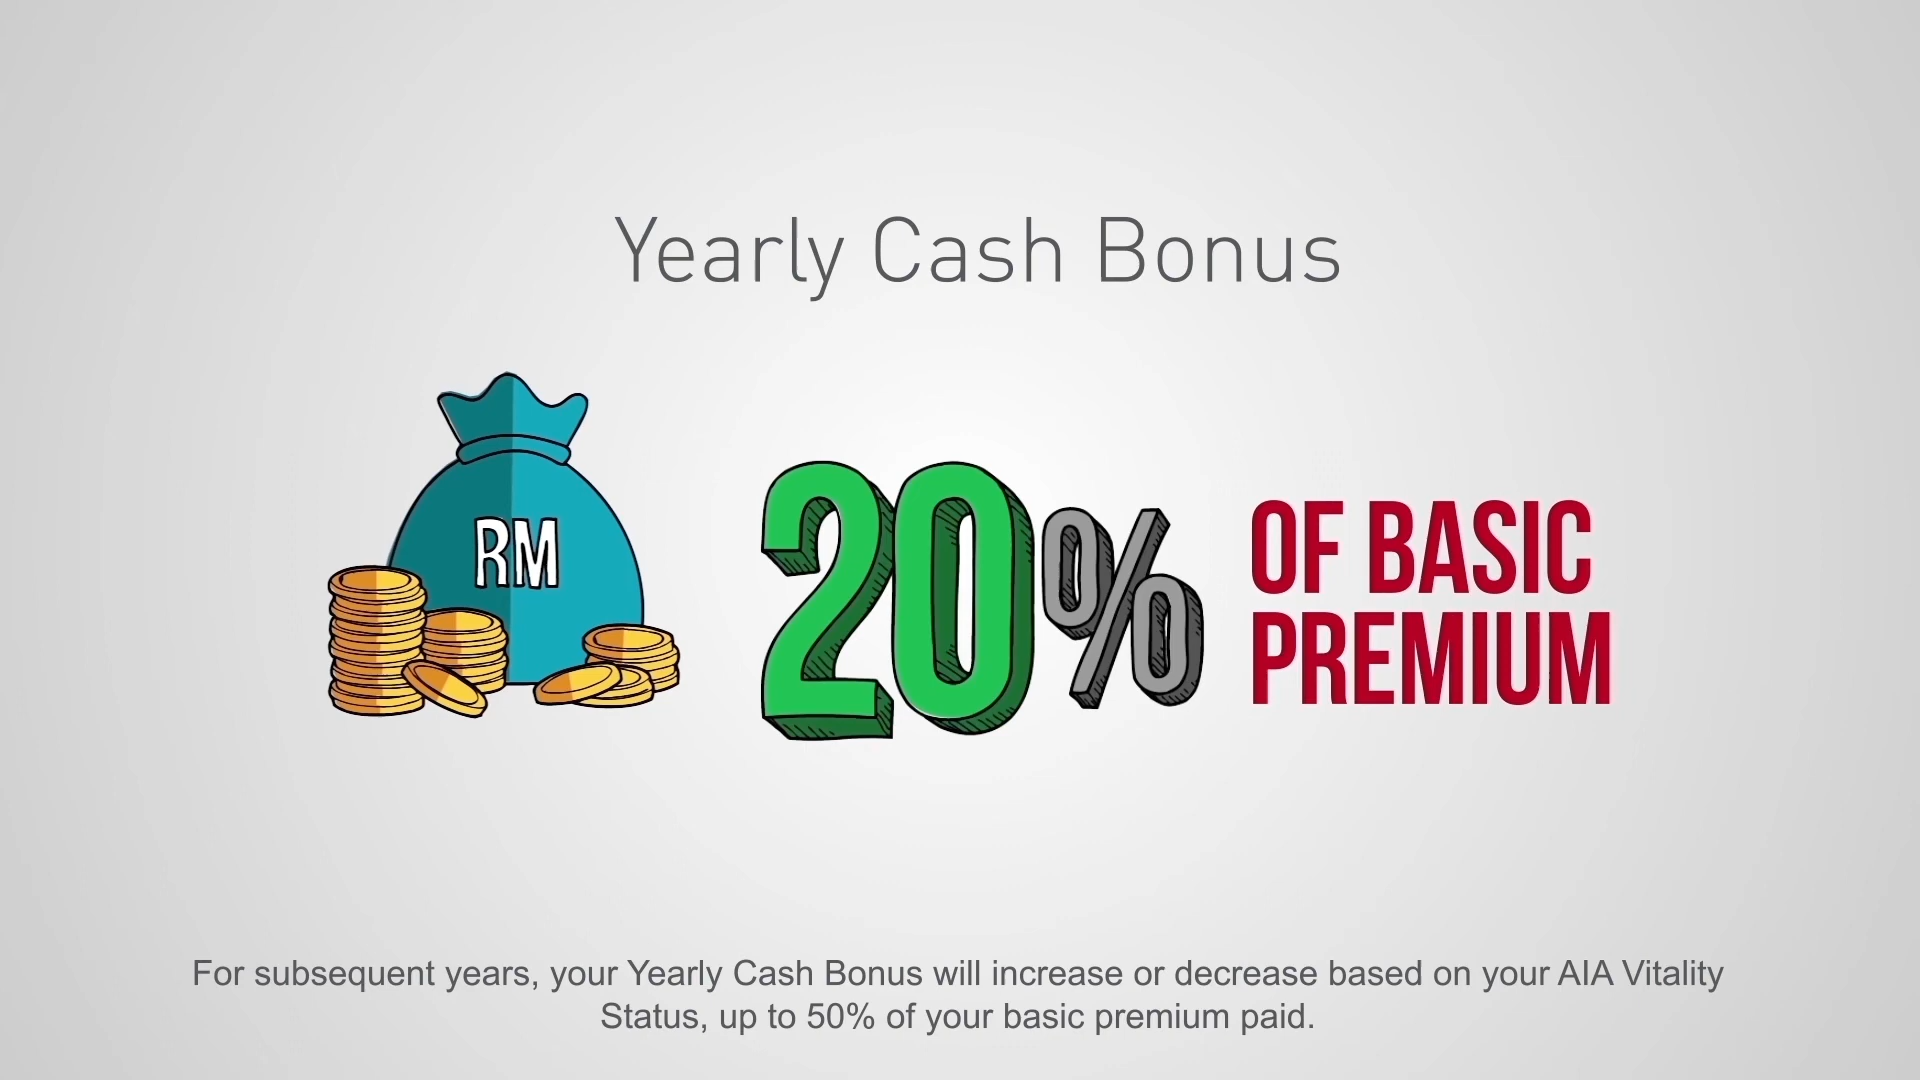 Yearly Cash Bonus
RM
20% OF BASIC
PREMIUM
For subsequent years, your Yearly Cash Bonus will increase or decrease based on your AIA Vitality
Status, up to 50% of your basic premium paid.